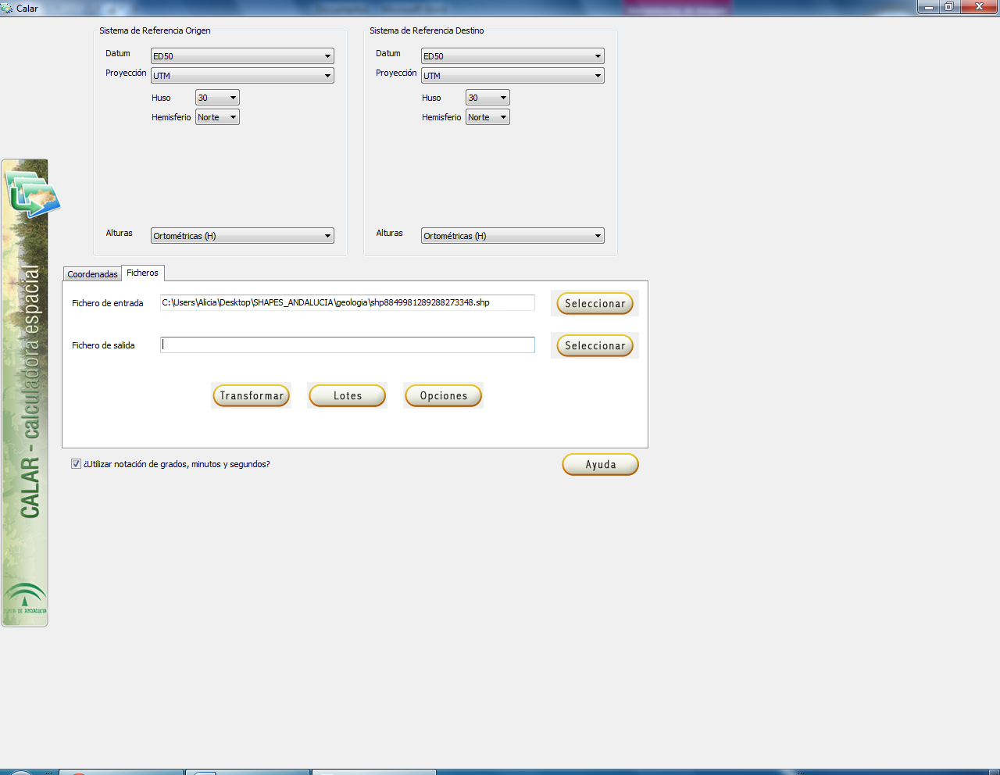 Calar
Sistema de Referencia Origen
Datum ED50
Proyección UTM
Huso 30
Hemisferio Norte
Alturas Ortométricas (H)
Sistema de Referencia Destino
Datum ED50
Proyección UTM
Huso 30
Hemisferio Norte
Alturas Ortométricas (H)
CALAR - calculadora espacial
JUNTA DE ANDALUCIA
Coordenadas Ficheros
Fichero de entrada C:\Users\Alicia\Desktop\SHAPES_ANDALUCIA\geologia\shp8849981289288273348.shp Seleccionar
Fichero de salida Seleccionar
Transformar Lotes Opciones
¿Utilizar notación de grados, minutos y segundos? Ayuda